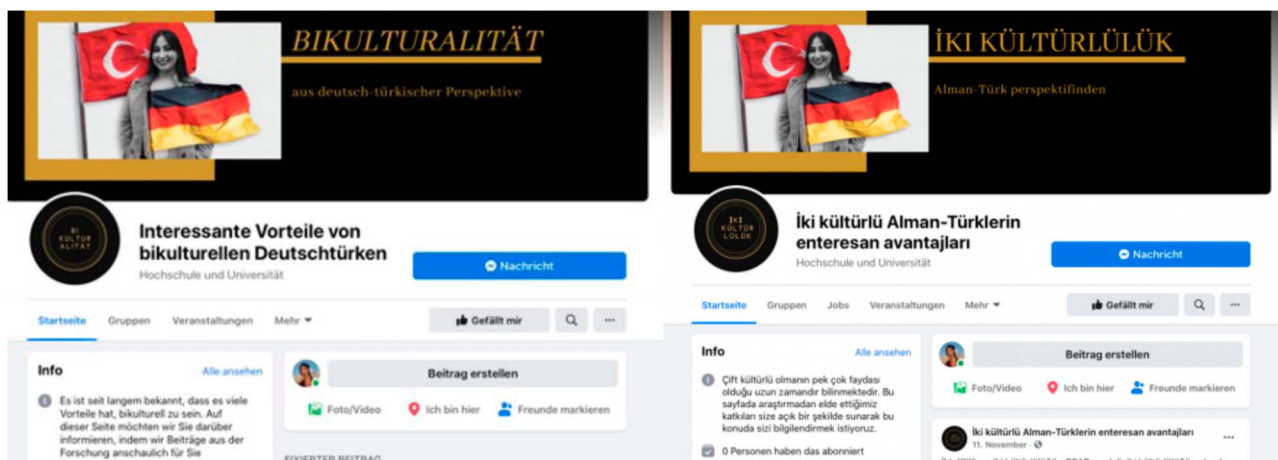 BIKULTURALITÄT
aus deutsch-türkischer Perspektive
BI
KULTUR
ALITÄT
Interessante Vorteile von
bikulturellen Deutschtürken
Hochschule und Universität
Nachricht
Startseite Gruppen Veranstaltungen Mehr
Gefällt mir
Info
Alle ansehen
Es ist seit langem bekannt, dass es viele
Vorteile hat, bikulturell zu sein. Auf
dieser Seite möchten wir Sie darüber
informieren, indem wir Beiträge aus der
Forschung anschaulich für Sie
Beitrag erstellen
Foto/Video Ich bin hier Freunde markieren
FIXIERTER BEITRAG
İKI KÜLTÜRLÜLÜK
Alman-Türk perspektifinden
İKİ
KÜLTÜR
LÜLÜK
İki kültürlü Alman-Türklerin
enteresan avantajları
Hochschule und Universität
Nachricht
Startseite Gruppen Jobs Veranstaltungen Mehr
Gefällt mir
Info
Alle ansehen
Çift kültürlü olmanın pek çok faydası
olduğu uzun zamandır bilinmektedir. Bu
sayfada araştırmadan elde ettiğimiz
katkıları size açık bir şekilde sunarak bu
konuda sizi bilgilendirmek istiyoruz.
0 Personen haben das abonniert
Beitrag erstellen
Foto/Video Ich bin hier Freunde markieren
İki kültürlü Alman-Türklerin enteresan avantajları
11. November